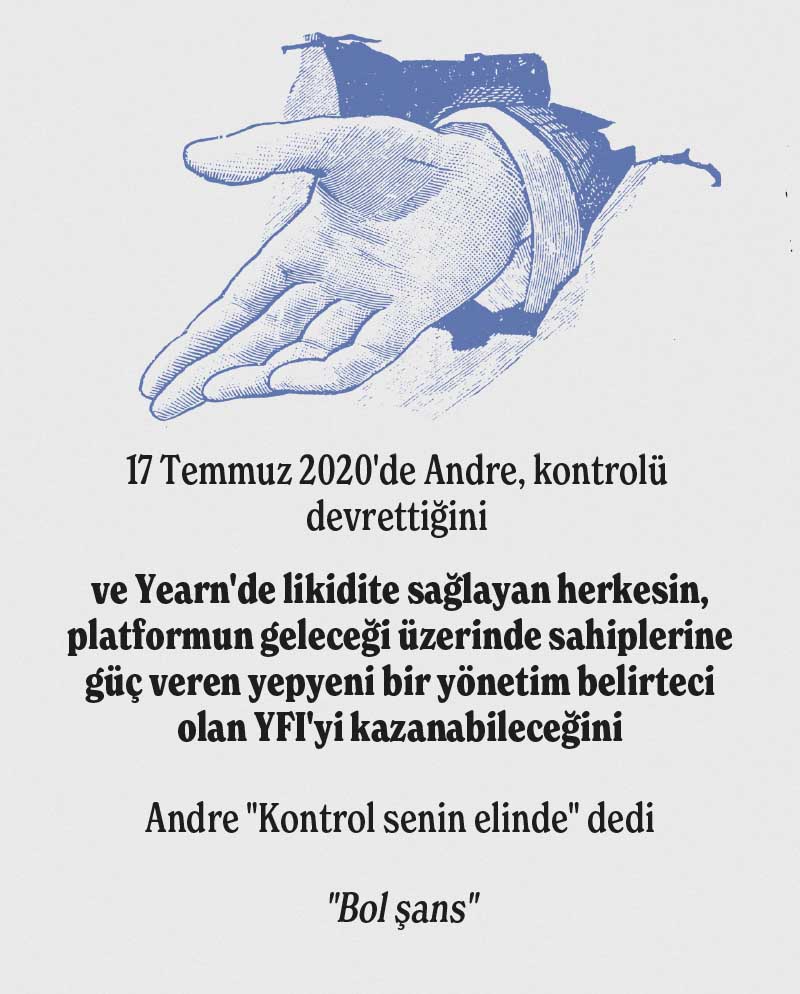 17 Temmuz 2020'de Andre, kontrolü
devrettiğini
ve Yearn'de likidite sağlayan herkesin,
platformun geleceği üzerinde sahiplerine
güç veren yepyeni bir yönetim belirteci
olan YFI'yi kazanabileceğini
Andre "Kontrol senin elinde" dedi
"Bol şans"